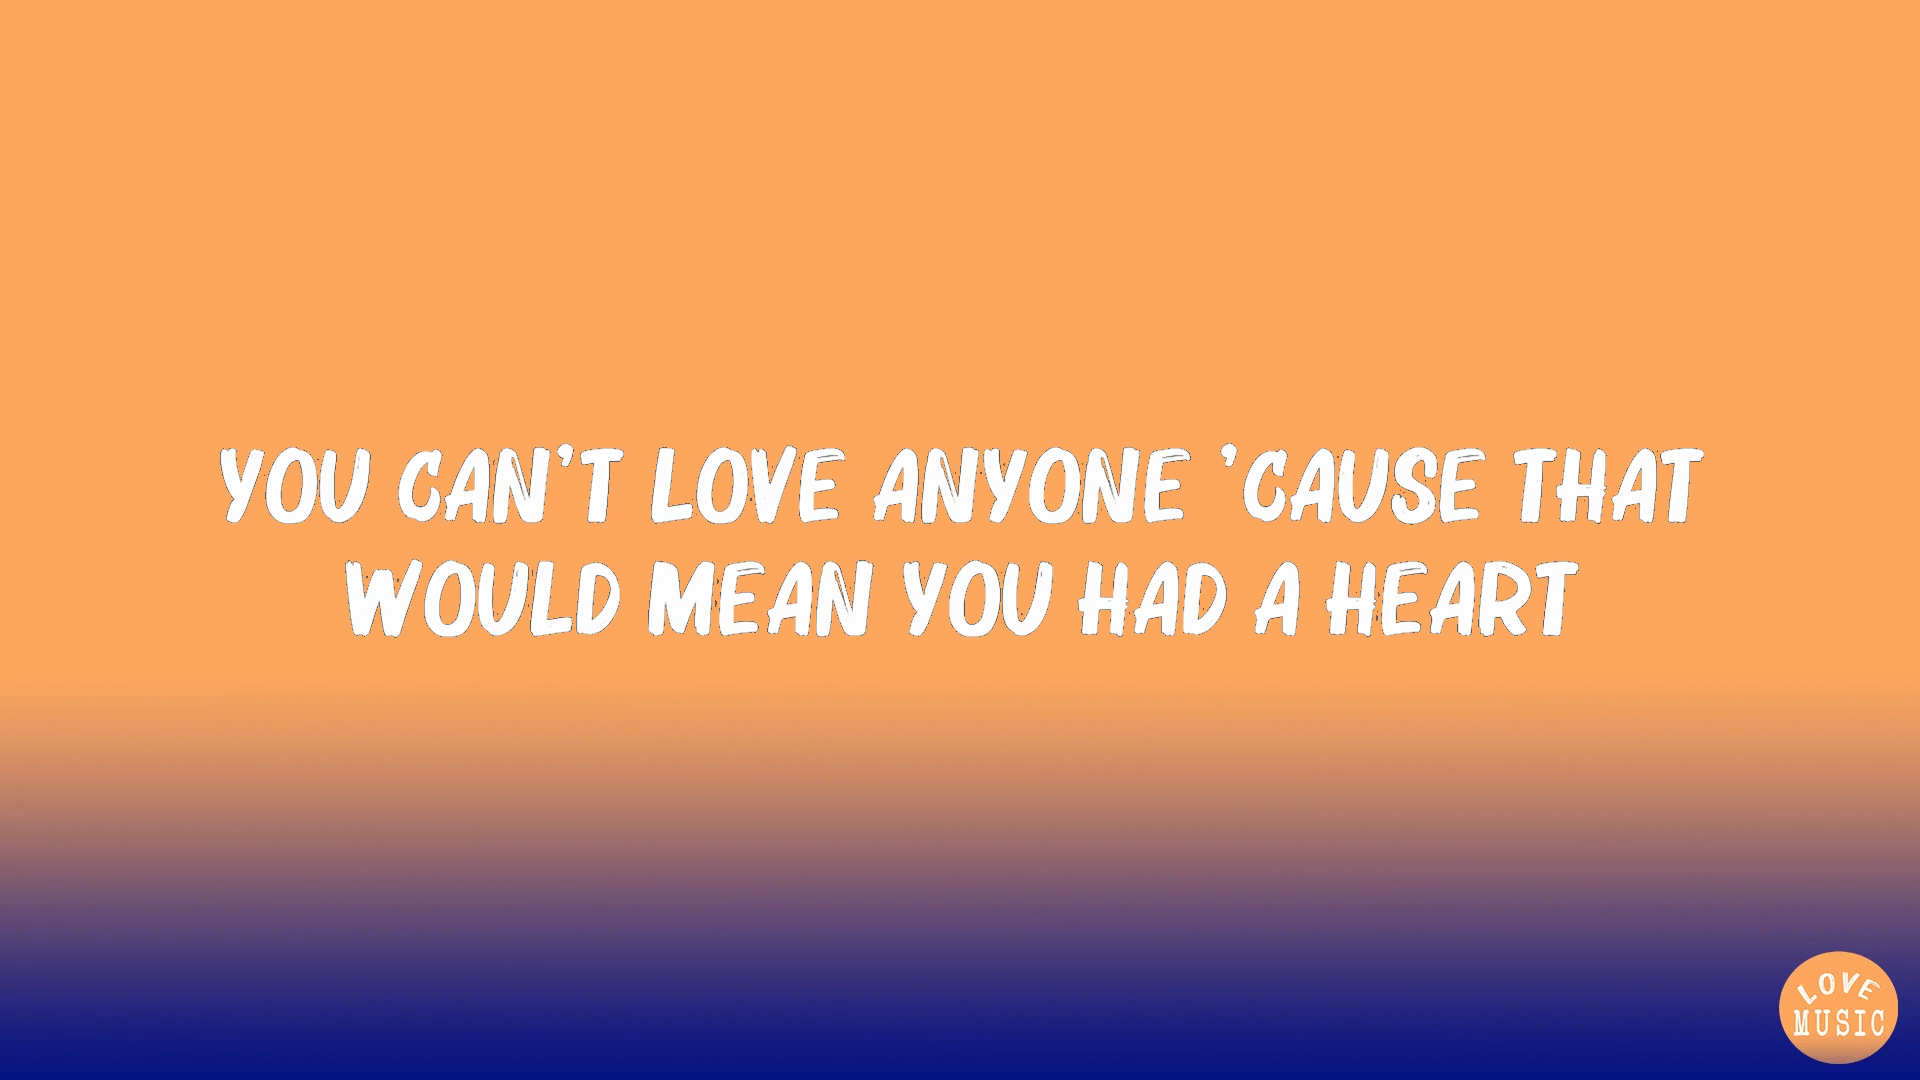 YOU CAN'T LOVE ANYONE 'CAUSE THAT
WOULD MEAN YOU HAD A HEART
LOVE
MUSIC